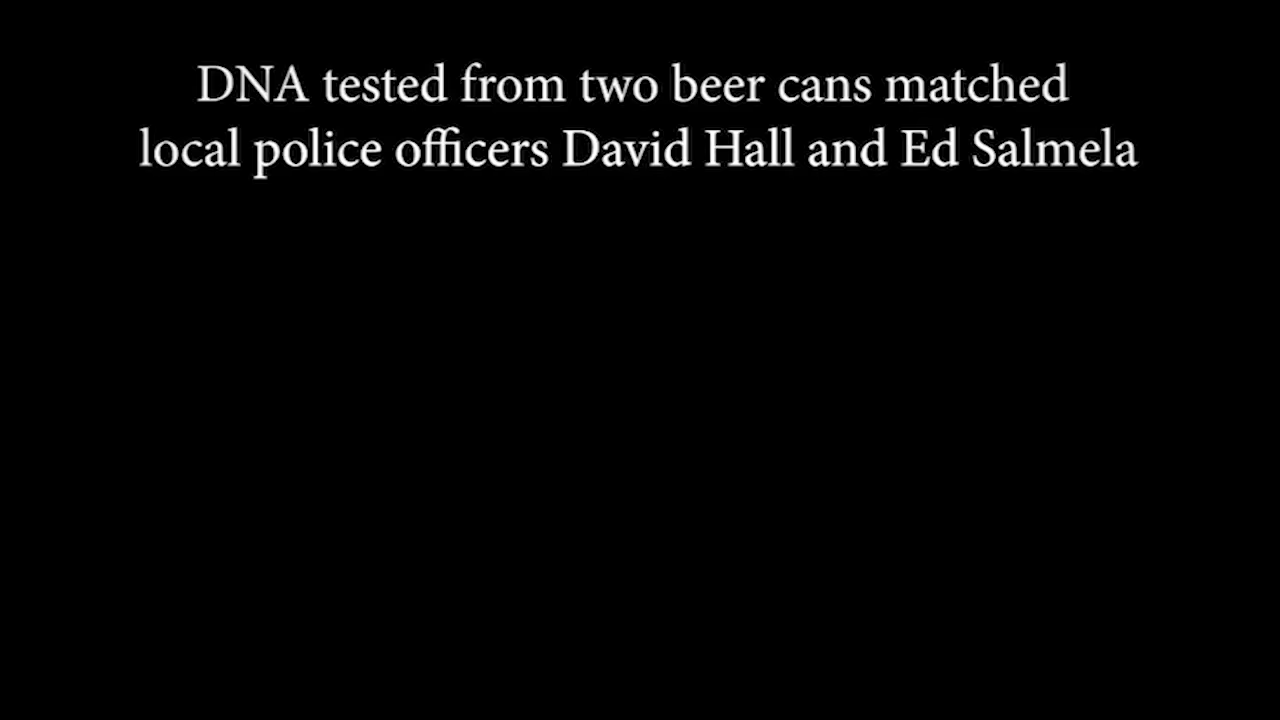 DNA tested from two beer cans matched
local police officers David Hall and Ed Salmela